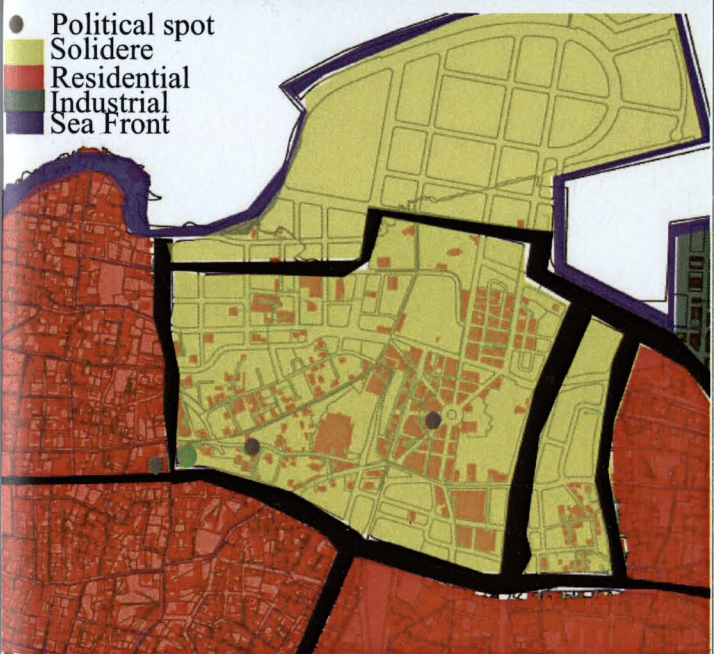 Political spot
Solidere
Residential
Industrial
Sea Front